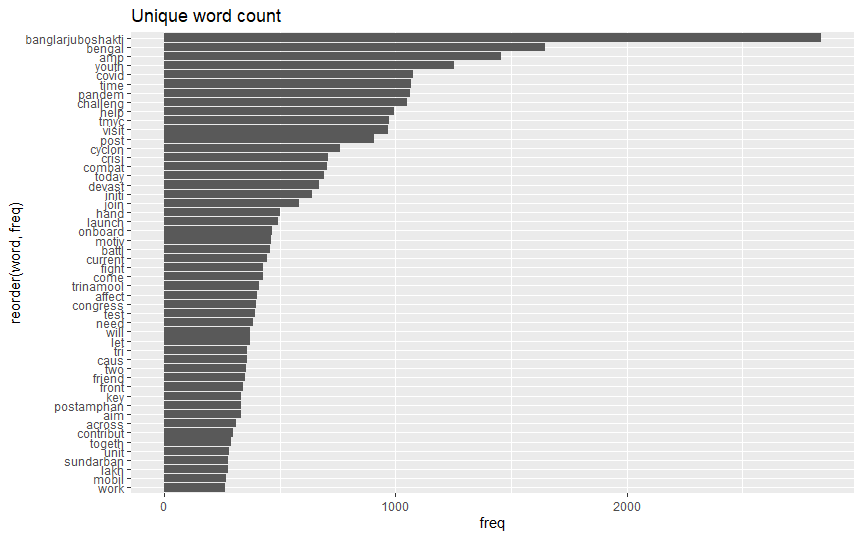 Unique word count
banglarjuboshakti
bengal
amp
youth
covid
time
pandem
challeng
help
tmyc
visit
post
cyclon
crisi
combat
today
devast
initi
join
hand
launch
onboard
motiv
battl
current
fight
come
trinamool
affect
congress
test
need
will
let
tri
caus
two
friend
front
key
postamphan
aim
across
contribut
togeth
unit
sundarban
lakh
mobil
work
reorder(word, freq)
0 1000 2000
freq